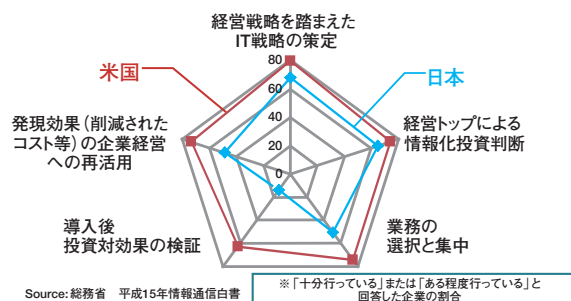 経営戦略を踏まえた
IT戦略の策定
米国
日本
80
60
40
20
0
発現効果（削減された
コスト等）の企業経営
への再活用
経営トップによる
情報化投資判断
導入後
投資対効果の検証
業務の
選択と集中
Source: 総務省　平成15年情報通信白書
※「十分行っている」または「ある程度行っている」と
回答した企業の割合